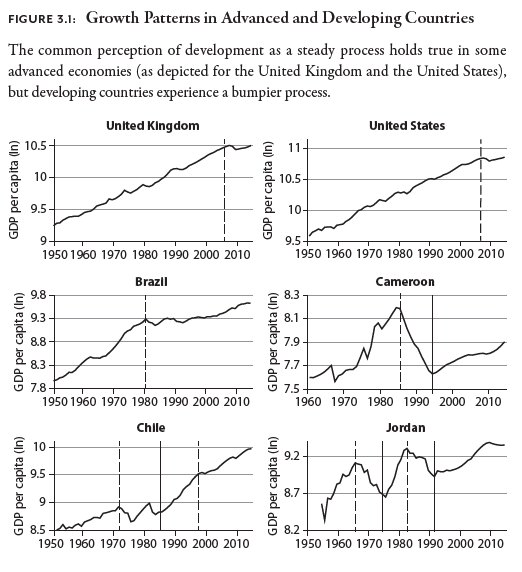 FIGURE 3.1: Growth Patterns in Advanced and Developing Countries
The common perception of development as a steady process holds true in some
advanced economies (as depicted for the United Kingdom and the United States),
but developing countries experience a bumpier process.
United Kingdom
GDP per capita (ln)
10.5
10
9.5
9
1950 1960 1970 1980 1990 2000 2010
United States
GDP per capita (ln)
11
10.5
10
9.5
1950 1960 1970 1980 1990 2000 2010
Brazil
GDP per capita (ln)
9.8
9.3
8.8
8.3
7.8
1950 1960 1970 1980 1990 2000 2010
Cameroon
GDP per capita (ln)
8.3
8.1
7.9
7.7
7.5
1960 1970 1980 1990 2000 2010
Chile
GDP per capita (ln)
10
9.5
9
8.5
1950 1960 1970 1980 1990 2000 2010
Jordan
GDP per capita (ln)
9.2
8.7
8.2
1950 1960 1970 1980 1990 2000 2010